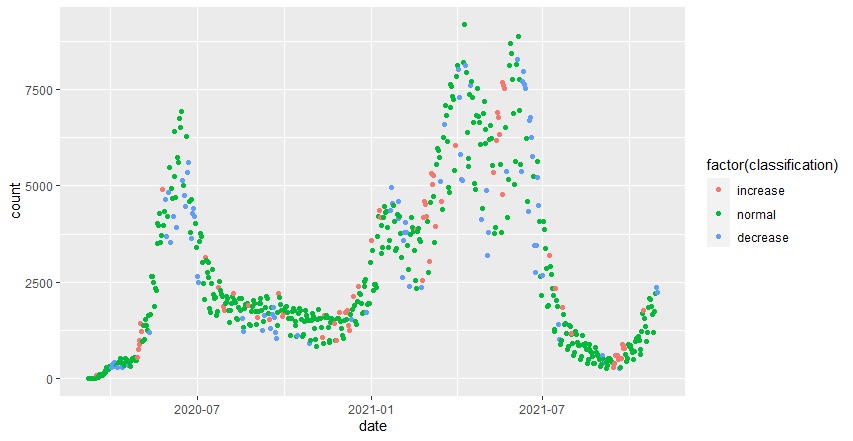 7500
5000
2500
0
count
2020-07
2021-01
2021-07
date
factor(classification)
increase
normal
decrease